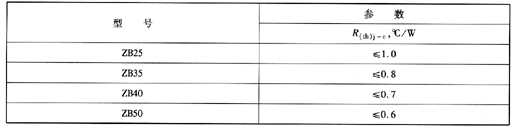 型 号
参 数
R(th)j-c,℃/W
ZB25 ≤1.0
ZB35 ≤0.8
ZB40 ≤0.7
ZB50 ≤0.6